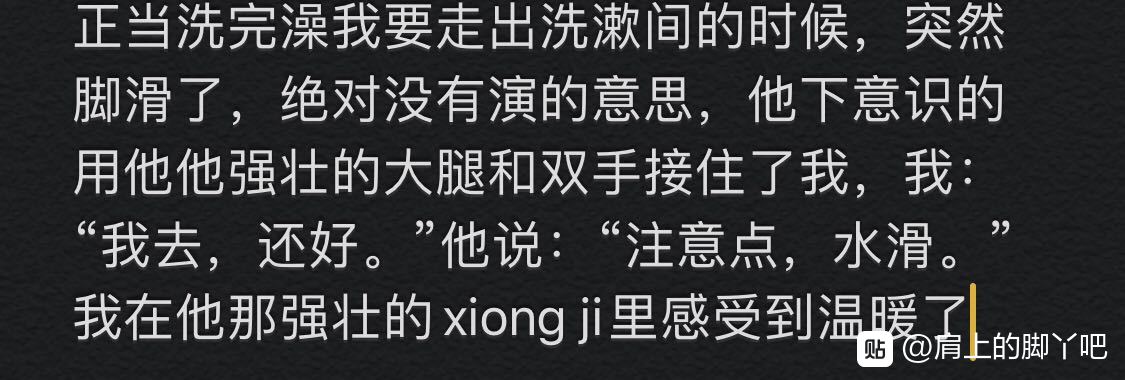 正当洗完澡我要走出洗漱间的时候，突然
脚滑了，绝对没有演的意思，他下意识的
用他他强壮的大腿和双手接住了我，我：
“我去，还好。”他说：“注意点，水滑。”
我在他那强壮的 xiong ji 里感受到温暖了
贴 @肩上的脚丫吧